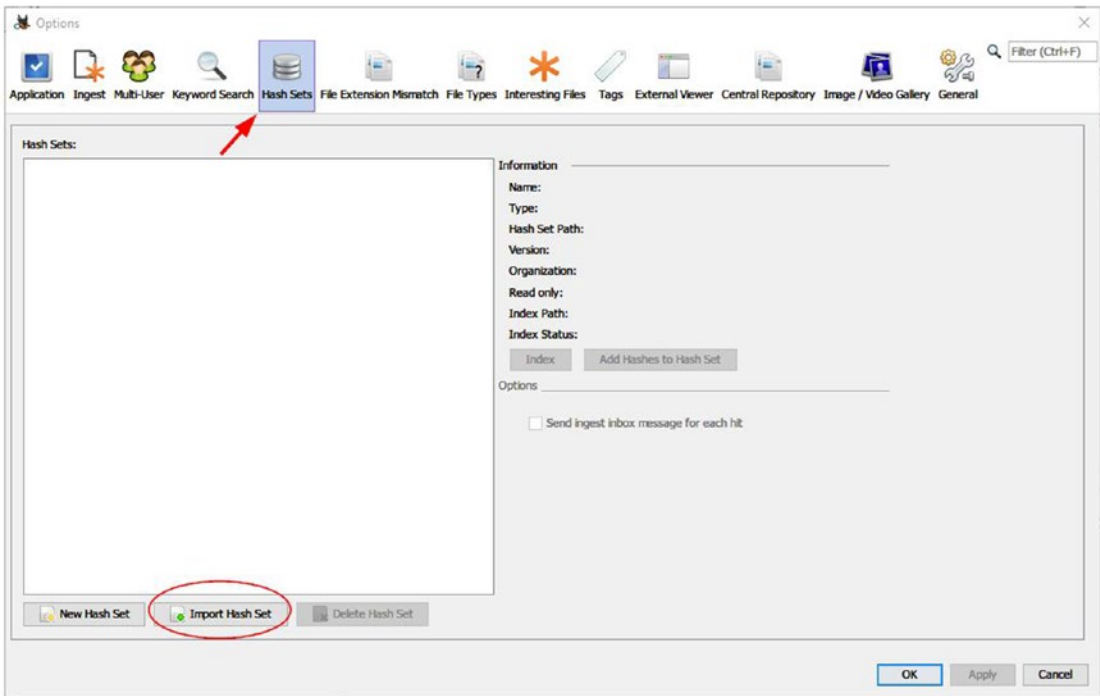 Options
Filter (Ctrl+F)
Application Ingest Multi-User Keyword Search Hash Sets File Extension Mismatch File Types Interesting Files Tags External Viewer Central Repository Image / Video Gallery General
Hash Sets:
Information
Name:
Type:
Hash Set Path:
Version:
Organization:
Read only:
Index Path:
Index Status:
Index Add Hashes to Hash Set
Options
Send ingest inbox message for each hit
New Hash Set Import Hash Set Delete Hash Set
OK Apply Cancel